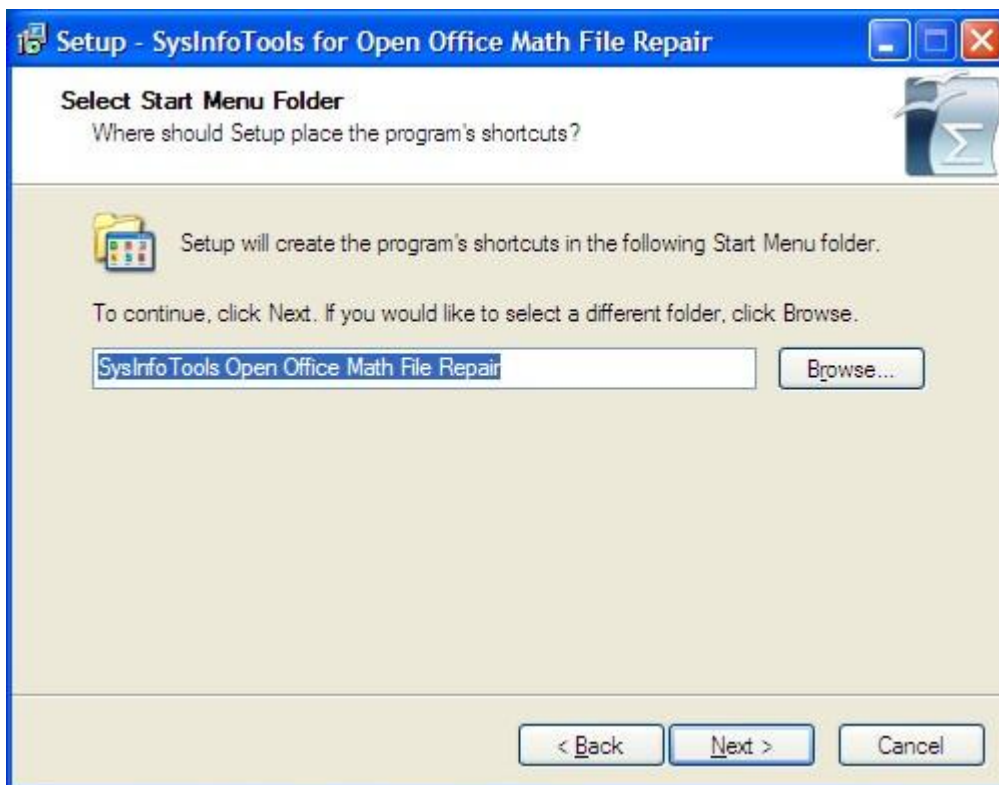 Setup - SysInfoTools for Open Office Math File Repair
Select Start Menu Folder
Where should Setup place the program's shortcuts?
Setup will create the program's shortcuts in the following Start Menu folder.
To continue, click Next. If you would like to select a different folder, click Browse.
SysInfoTools Open Office Math File Repair
Browse...
< Back
Next >
Cancel